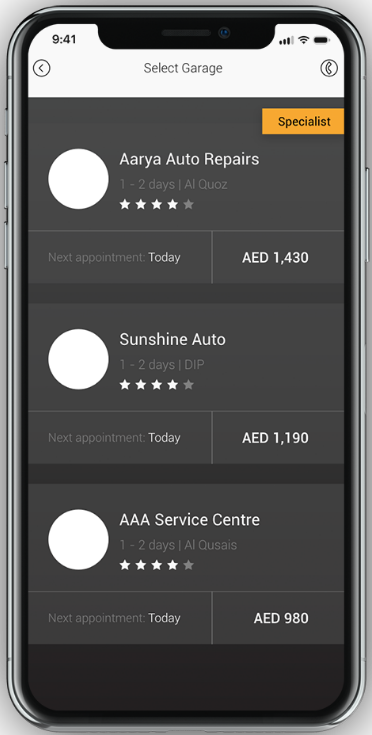 9:41
Select Garage
Specialist
Aarya Auto Repairs
1 - 2 days | Al Quoz
Next appointment: Today
AED 1,430
Sunshine Auto
1 - 2 days | DIP
Next appointment: Today
AED 1,190
AAA Service Centre
1 - 2 days | Al Qusais
Next appointment: Today
AED 980